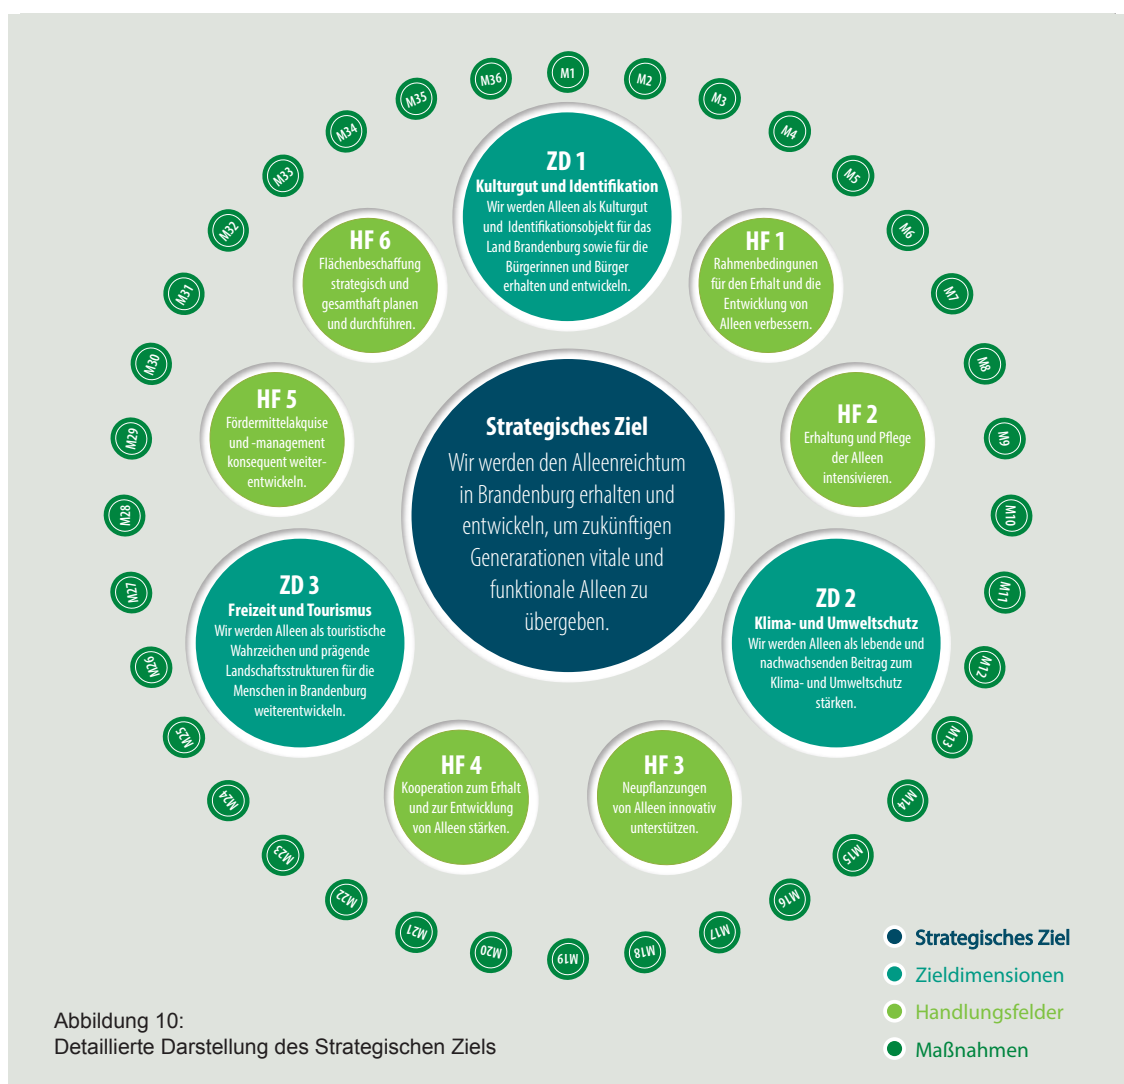 M1
M2
M3
M4
M5
M6
M7
M8
M9
M10
M11
M12
M13
M14
M15
M16
M17
M18
M19
M20
M21
M22
M23
M24
M25
M26
M27
M28
M29
M30
M31
M32
M33
M34
M35
M36
ZD 1
Kulturgut und Identifikation
Wir werden Alleen als Kulturgut
und Identifikationsobjekt für das
Land Brandenburg sowie für die
Bürgerinnen und Bürger
erhalten und entwickeln.
HF 1
Rahmenbedingunen
für den Erhalt und die
Entwicklung von
Alleen verbessern.
HF 2
Erhaltung und Pflege
der Alleen
intensivieren.
ZD 2
Klima- und Umweltschutz
Wir werden Alleen als lebende und
nachwachsenden Beitrag zum
Klima- und Umweltschutz
stärken.
HF 3
Neupflanzungen
von Alleen innovativ
unterstützen.
HF 4
Kooperation zum Erhalt
und zur Entwicklung
von Alleen stärken.
ZD 3
Freizeit und Tourismus
Wir werden Alleen als touristische
Wahrzeichen und prägende
Landschaftsstrukturen für die
Menschen in Brandenburg
weiterentwickeln.
HF 5
Fördermittelakquise
und -management
konsequent weiter-
entwickeln.
HF 6
Flächenbeschaffung
strategisch und
gesamthaft planen
und durchführen.
Strategisches Ziel
Wir werden den Alleenreichtum
in Brandenburg erhalten und
entwickeln, um zukünftigen
Generarationen vitale und
funktionale Alleen zu
übergeben.
Strategisches Ziel
Zieldimensionen
Handlungsfelder
Maßnahmen
Abbildung 10:
Detaillierte Darstellung des Strategischen Ziels